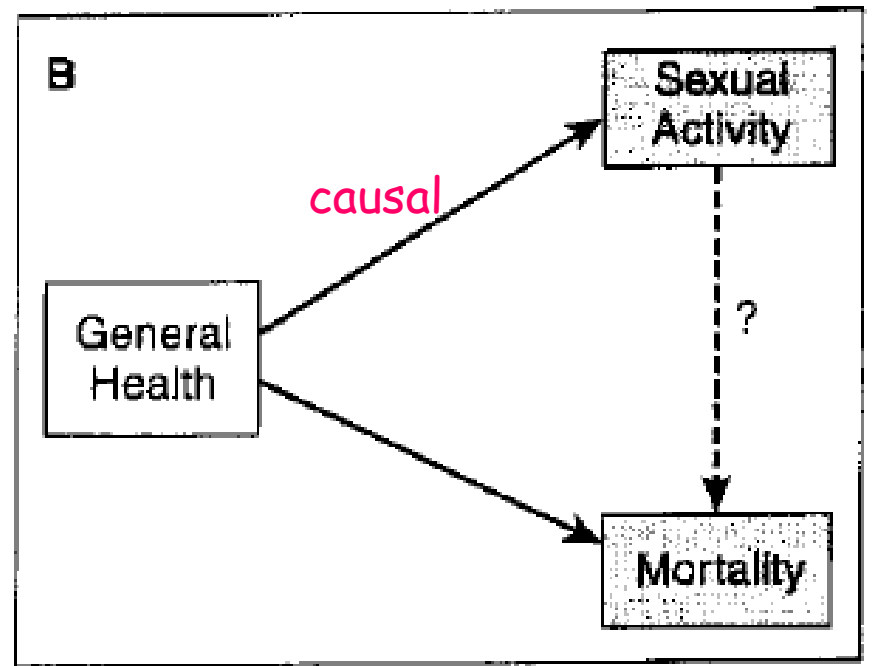 B
Sexual
Activity
causal
General
Health
?
Mortality